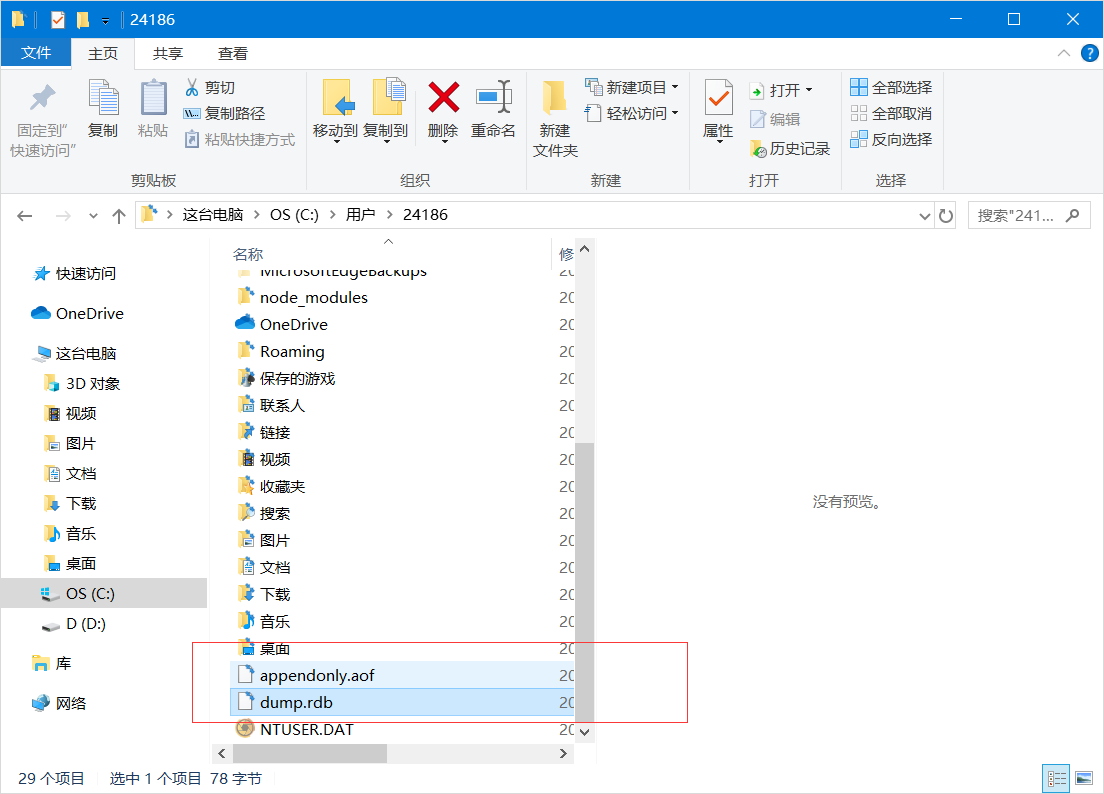 24186
文件 主页 共享 查看
固定到"快速访问"
复制
粘贴
剪切
复制路径
粘贴快捷方式
剪贴板
移动到
复制到
删除
重命名
组织
新建文件夹
新建项目
轻松访问
新建
属性
打开
编辑
历史记录
打开
全部选择
全部取消
反向选择
选择
这台电脑 > OS (C:) > 用户 > 24186
搜索"241...
快速访问
OneDrive
这台电脑
3D 对象
视频
图片
文档
下载
音乐
桌面
OS (C:)
D (D:)
库
网络
名称 修
MicrosoftEdgeBackups 20
node_modules 20
OneDrive 20
Roaming 20
保存的游戏 20
联系人 20
链接 20
视频 20
收藏夹 20
搜索 20
图片 20
文档 20
下载 20
音乐 20
桌面 20
appendonly.aof 20
dump.rdb 20
NTUSER.DAT 20
没有预览。
29 个项目 选中 1 个项目 78 字节